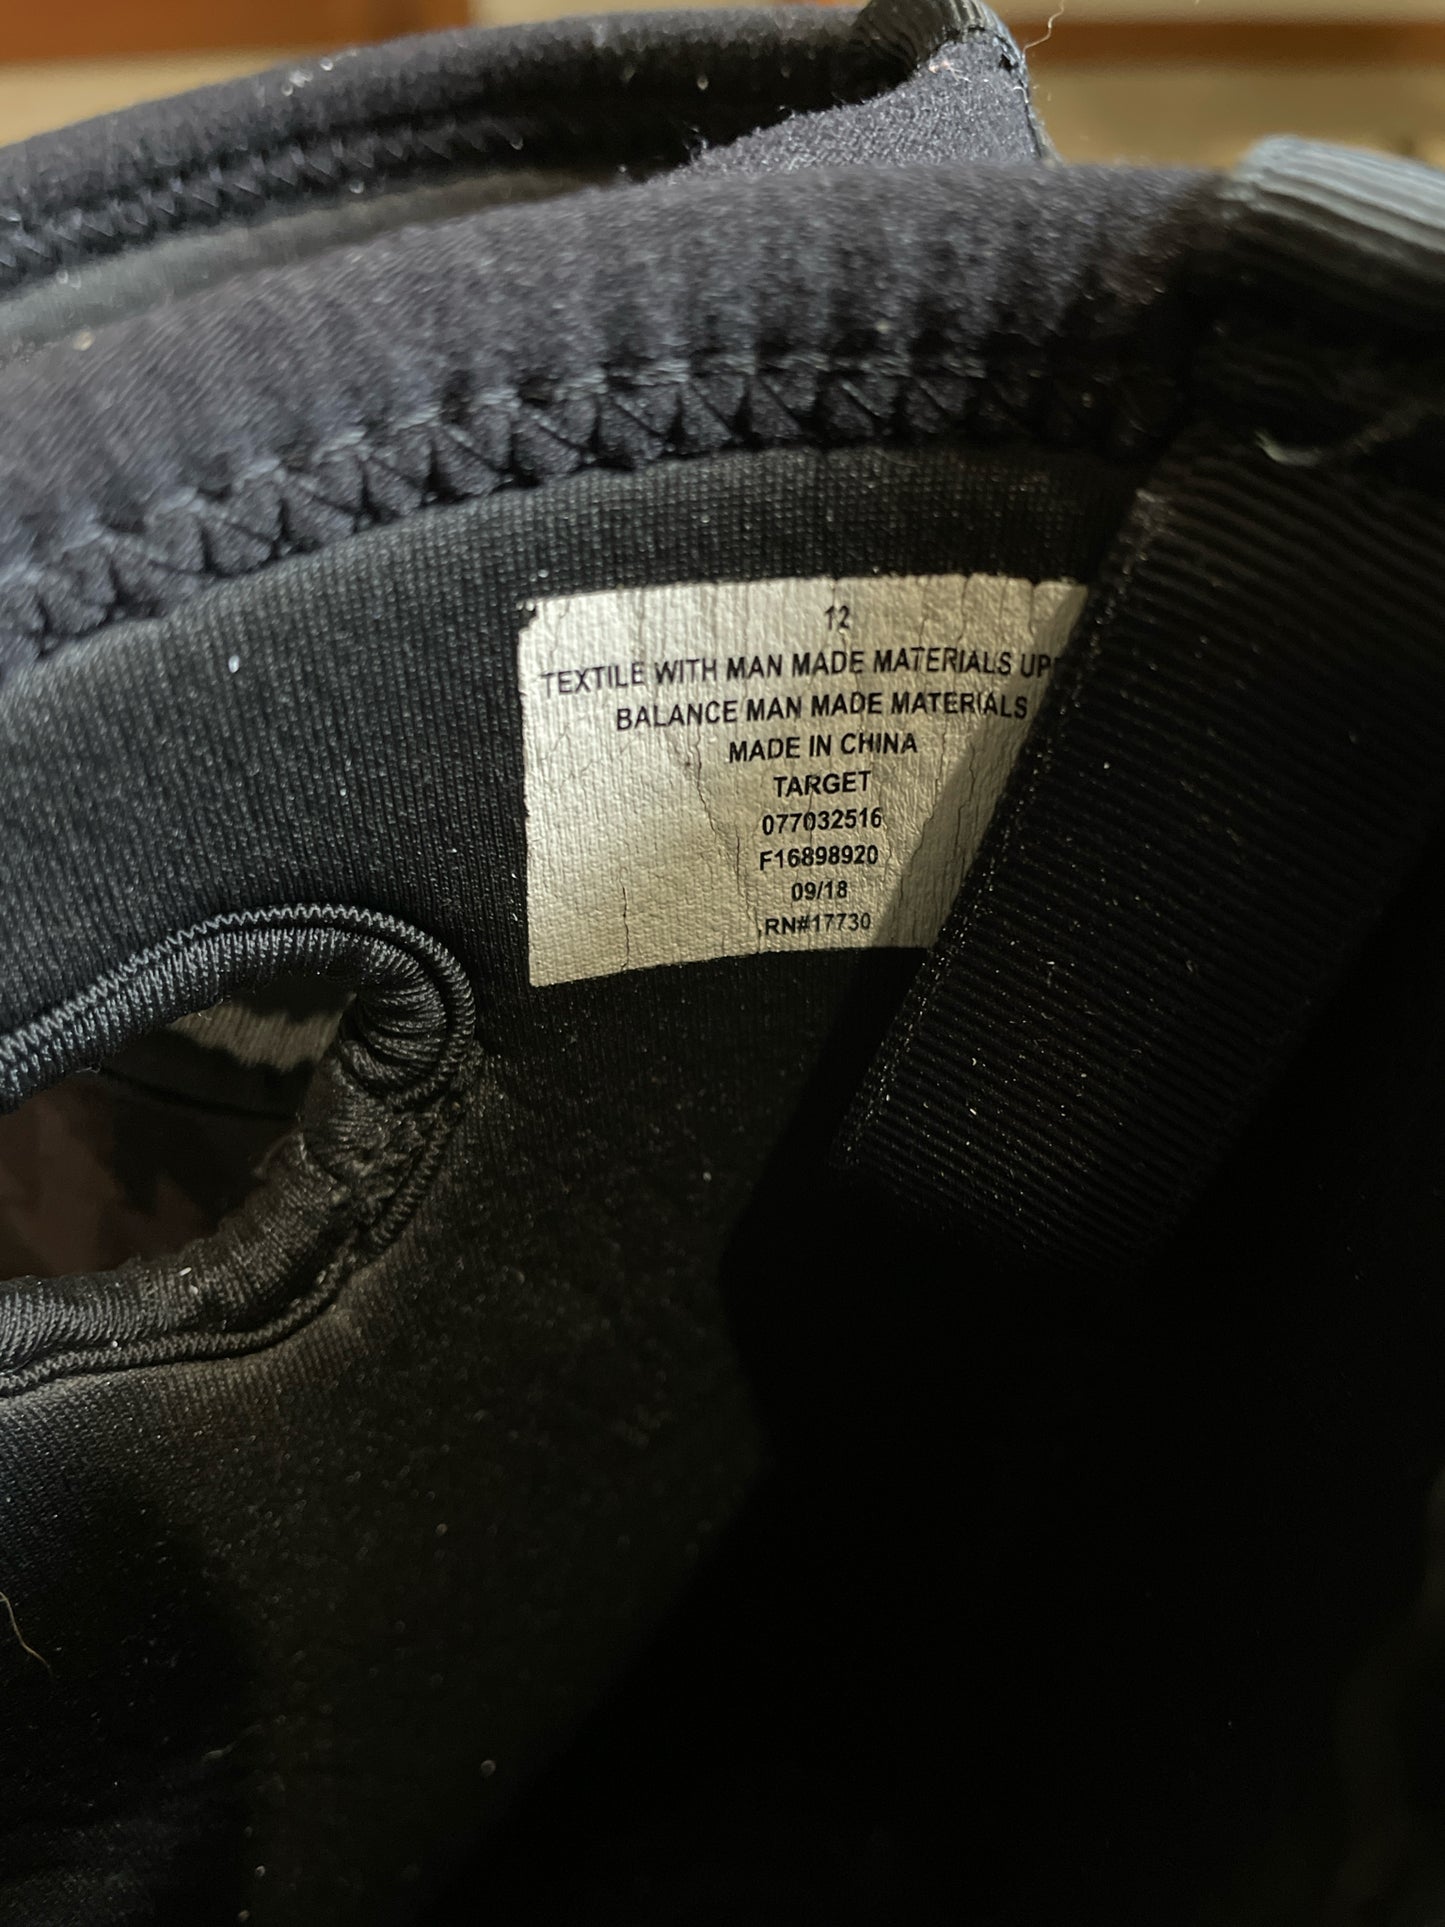 12
TEXTILE WITH MAN MADE MATERIALS
BALANCE MAN MADE MATERIALS
MADE IN CHINA
TARGET
077032516
F16898920
09/18
RN#17730